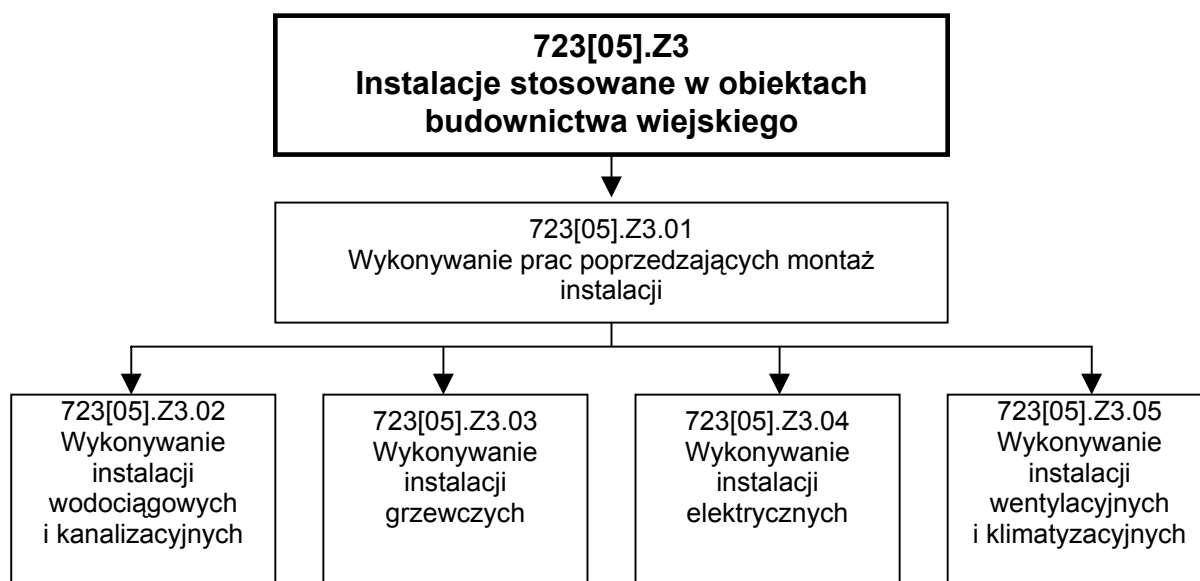 723[05].Z3
Instalacje stosowane w obiektach
budownictwa wiejskiego
723[05].Z3.01
Wykonywanie prac poprzedzających montaż
instalacji
723[05].Z3.02
Wykonywanie
instalacji
wodociągowych
i kanalizacyjnych
723[05].Z3.03
Wykonywanie
instalacji
grzewczych
723[05].Z3.04
Wykonywanie
instalacji
elektrycznych
723[05].Z3.05
Wykonywanie
instalacji
wentylacyjnych
i klimatyzacyjnych